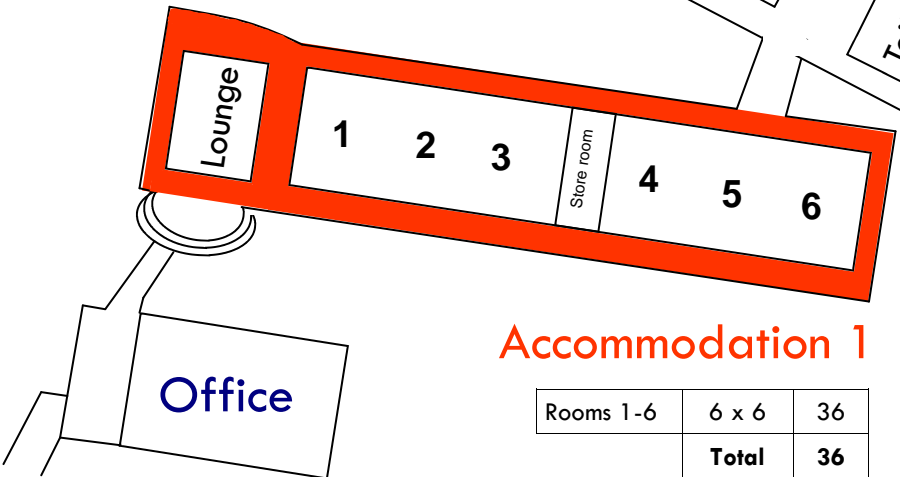 Lounge
1
2
3
Store room
4
5
6
Accommodation 1
Office
Rooms 1-6 6 x 6 36
Total 36